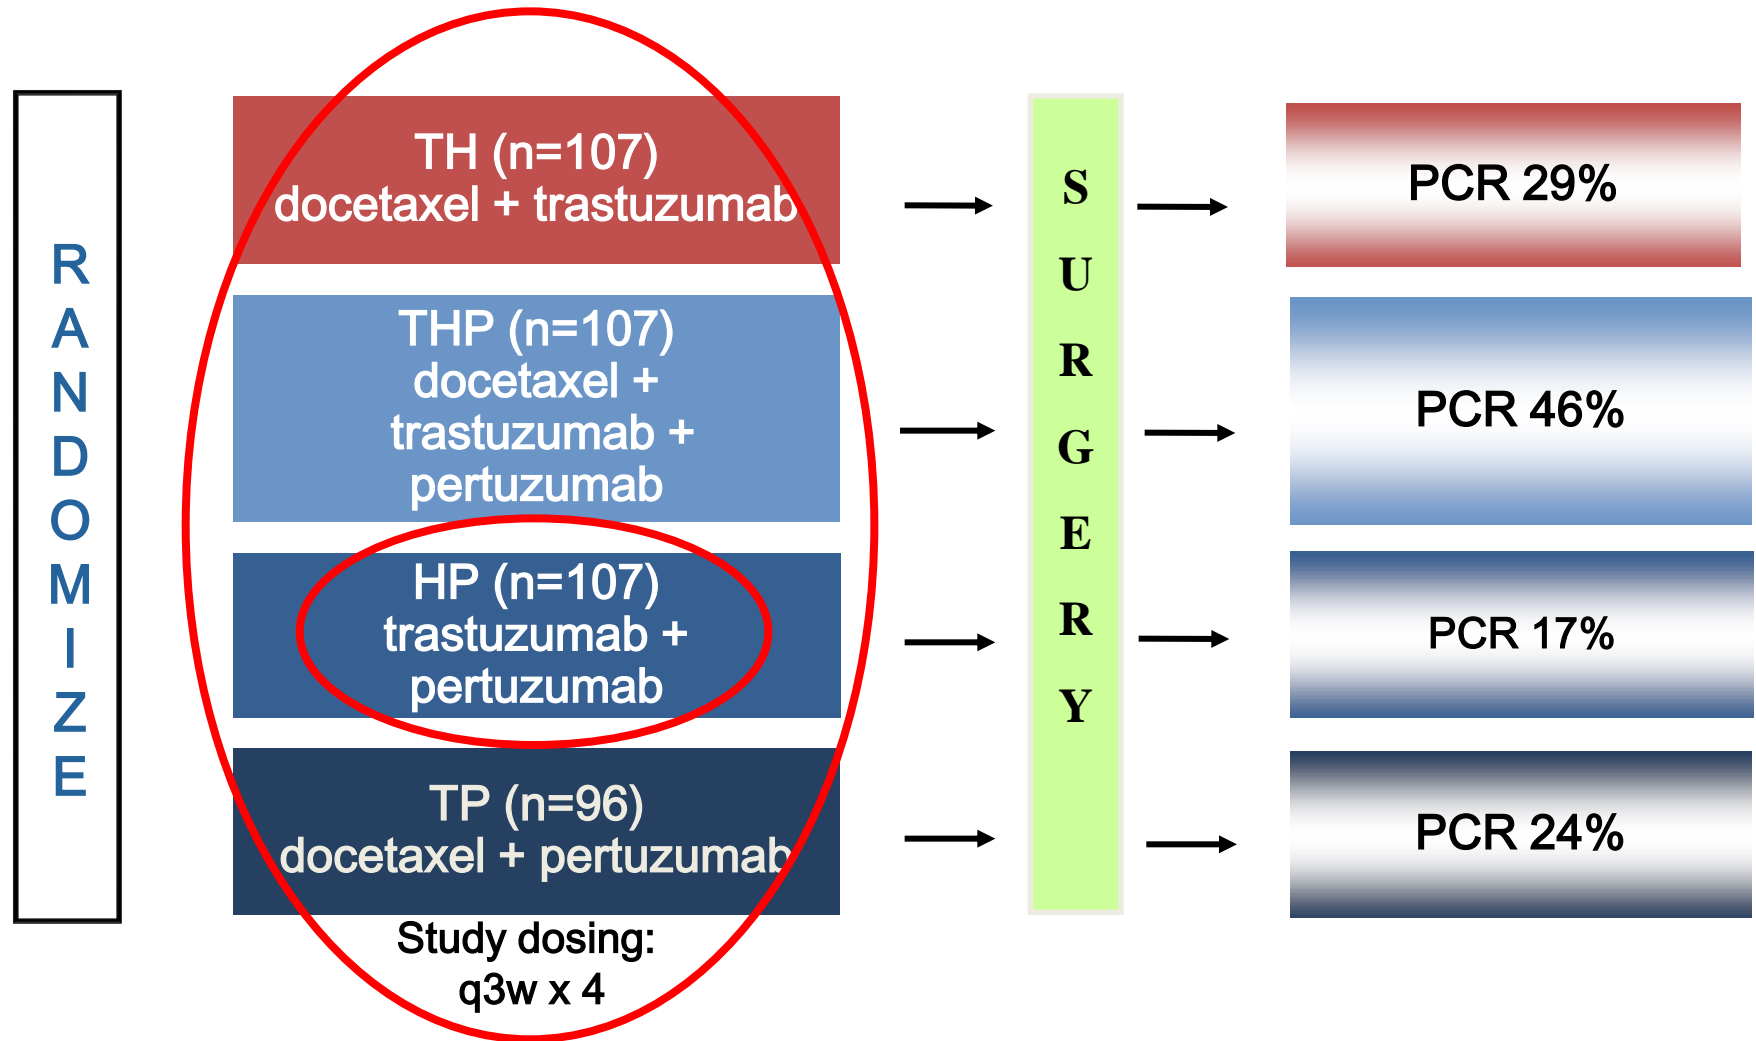 RANDOMIZE
TH (n=107)
docetaxel + trastuzumab
THP (n=107)
docetaxel +
trastuzumab +
pertuzumab
HP (n=107)
trastuzumab +
pertuzumab
TP (n=96)
docetaxel + pertuzumab
Study dosing:
q3w x 4
SURGERY
PCR 29%
PCR 46%
PCR 17%
PCR 24%